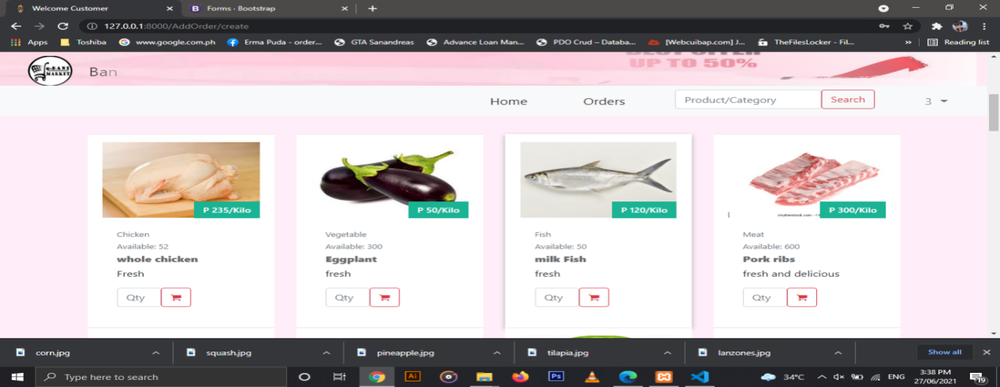 Welcome Customer
Forms · Bootstrap
127.0.0.1:8000/AddOrder/create
Apps
Toshiba
www.google.com.ph
Erma Puda - order...
GTA Sanandreas
Advance Loan Man...
PDO Crud – Databa...
[Webcuibap.com] J...
TheFilesLocker - Fil...
Reading list
e-BANI
MARKET
Ban
UP TO 50%
Home
Orders
Product/Category
Search
3
P 235/Kilo
P 50/Kilo
P 120/Kilo
P 300/Kilo
Chicken
Available: 52
whole chicken
Fresh
Qty
Vegetable
Available: 300
Eggplant
fresh
Qty
Fish
Available: 50
milk Fish
fresh
Qty
Meat
Available: 600
Pork ribs
fresh and delicious
Qty
corn.jpg
squash.jpg
pineapple.jpg
tilapia.jpg
lanzones.jpg
Show all
Type here to search
Ai
Ps
34°C
ENG
3:38 PM
27/06/2021
19